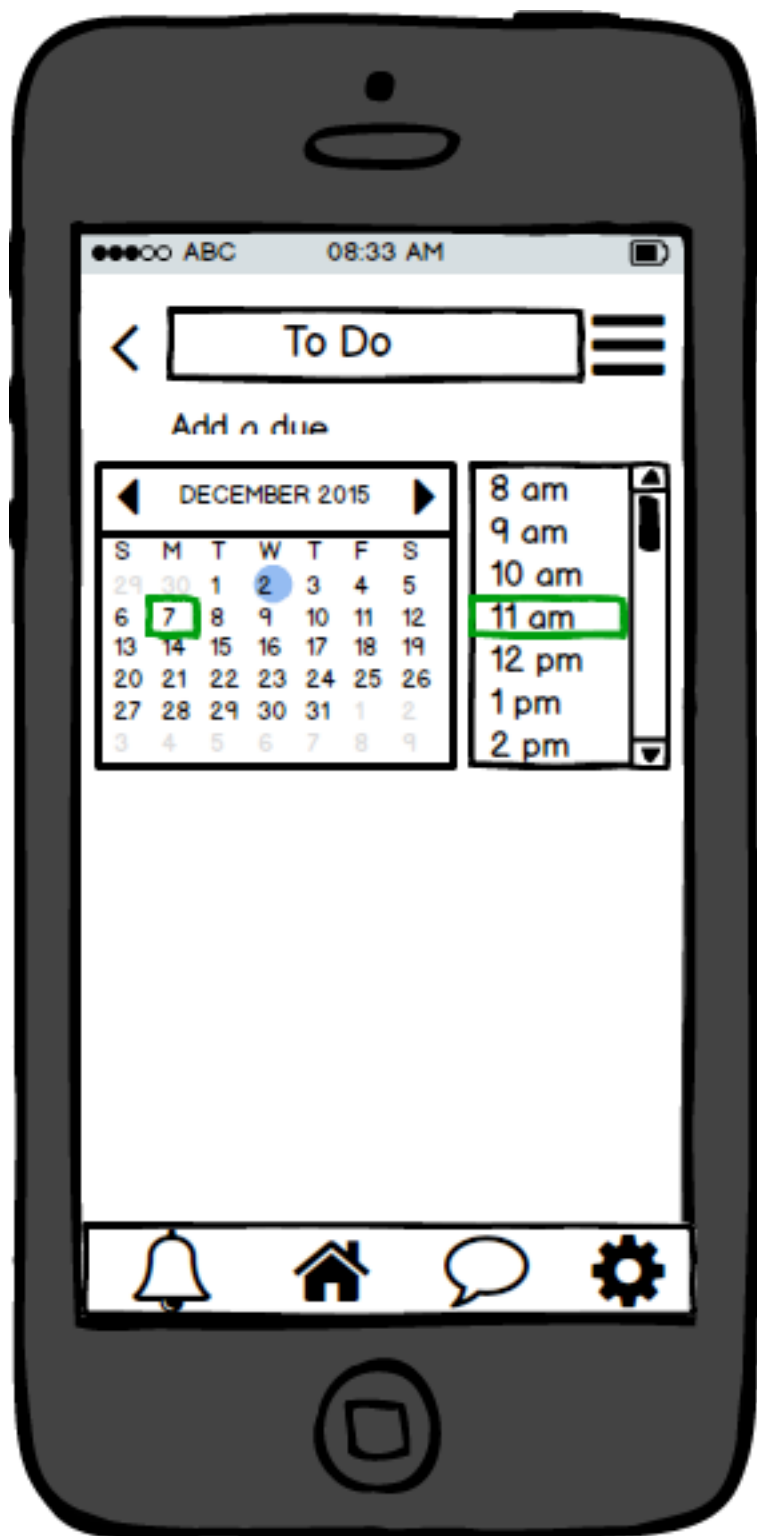 ABC 08:33 AM
To Do
Add a due
DECEMBER 2015
S M T W T F S
29 30 1 2 3 4 5
6 7 8 9 10 11 12
13 14 15 16 17 18 19
20 21 22 23 24 25 26
27 28 29 30 31 1 2
3 4 5 6 7 8 9
8 am
9 am
10 am
11 am
12 pm
1 pm
2 pm